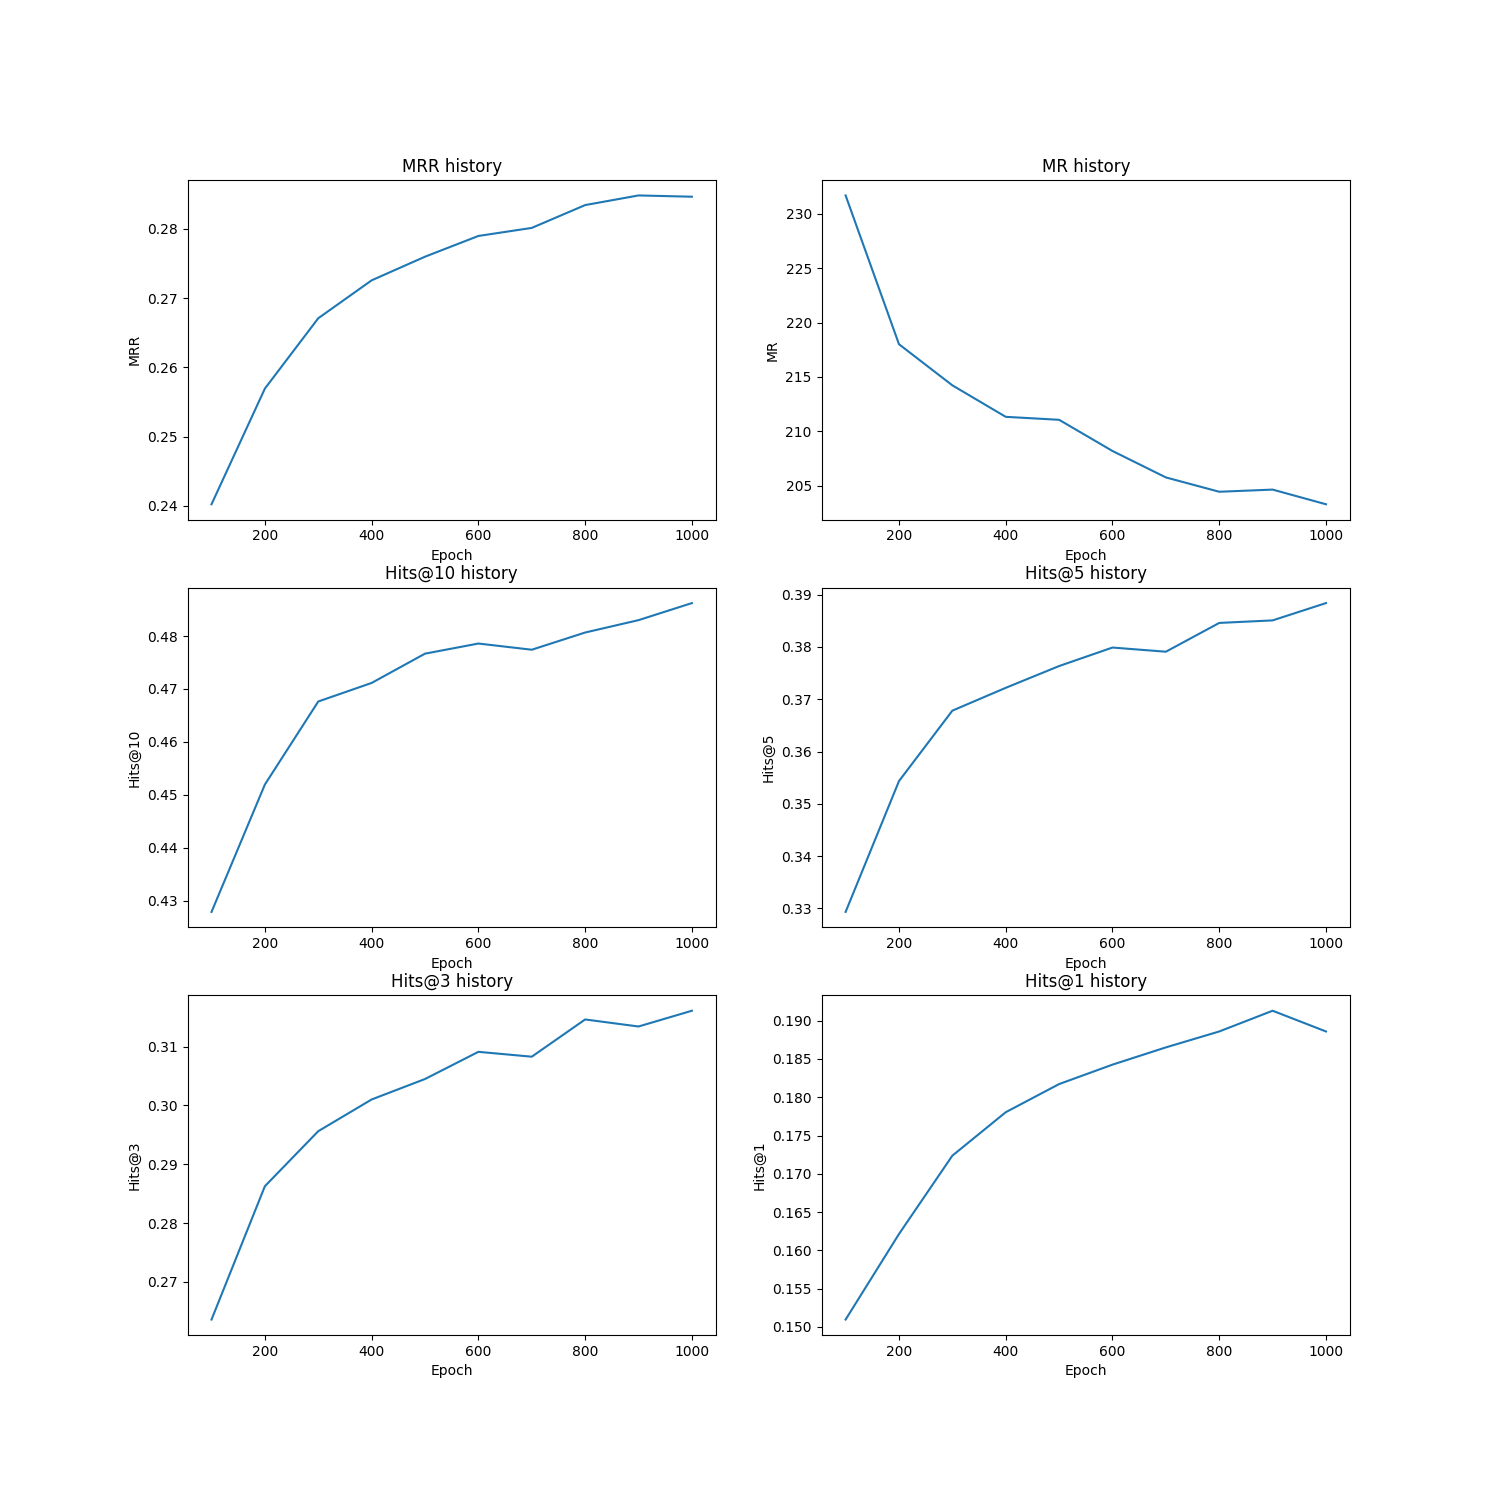 MRR history
MRR
0.28
0.27
0.26
0.25
0.24
200 400 600 800 1000
Epoch
MR history
MR
230
225
220
215
210
205
200 400 600 800 1000
Epoch
Hits@10 history
Hits@10
0.48
0.47
0.46
0.45
0.44
0.43
200 400 600 800 1000
Epoch
Hits@5 history
Hits@5
0.39
0.38
0.37
0.36
0.35
0.34
0.33
200 400 600 800 1000
Epoch
Hits@3 history
Hits@3
0.31
0.30
0.29
0.28
0.27
200 400 600 800 1000
Epoch
Hits@1 history
Hits@1
0.190
0.185
0.180
0.175
0.170
0.165
0.160
0.155
0.150
200 400 600 800 1000
Epoch